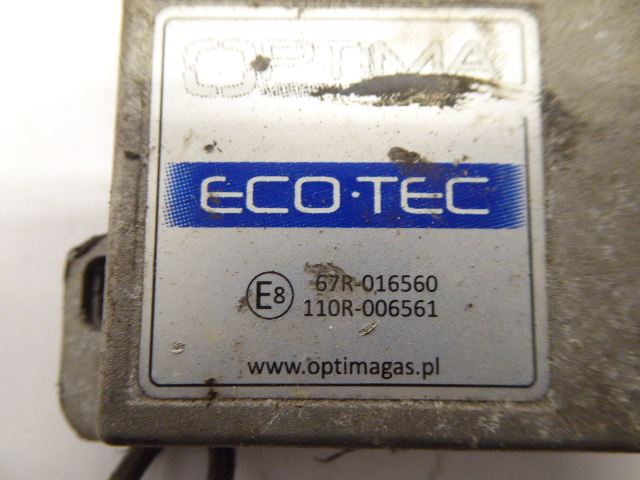 OPTIMA
ECO·TEC
E8
67R-016560
110R-006561
www.optimagas.pl